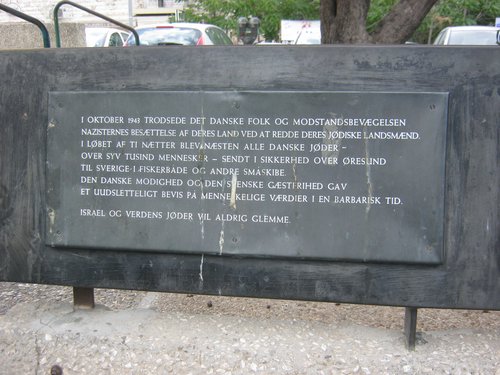 I OKTOBER 1943 TRODSEDE DET DANSKE FOLK OG MODSTANDSBEVÆGELSEN
NAZISTERNES BESÆTTELSE AF DERES LAND VED AT REDDE DERES JØDISKE LANDSMÆND.
I LØBET AF TI NÆTTER BLEV NÆSTEN ALLE DANSKE JØDER –
OVER SYV TUSIND MENNESKER – SENDT I SIKKERHED OVER ØRESUND
TIL SVERIGE I FISKERBÅDE OG ANDRE SMÅSKIBE.
DEN DANSKE MODIGHED OG DEN SVENSKE GÆSTFRIHED GAV
ET UUDSLETTELIGT BEVIS PÅ MENNESKELIGE VÆRDIER I EN BARBARISK TID.
ISRAEL OG VERDENS JØDER VIL ALDRIG GLEMME.